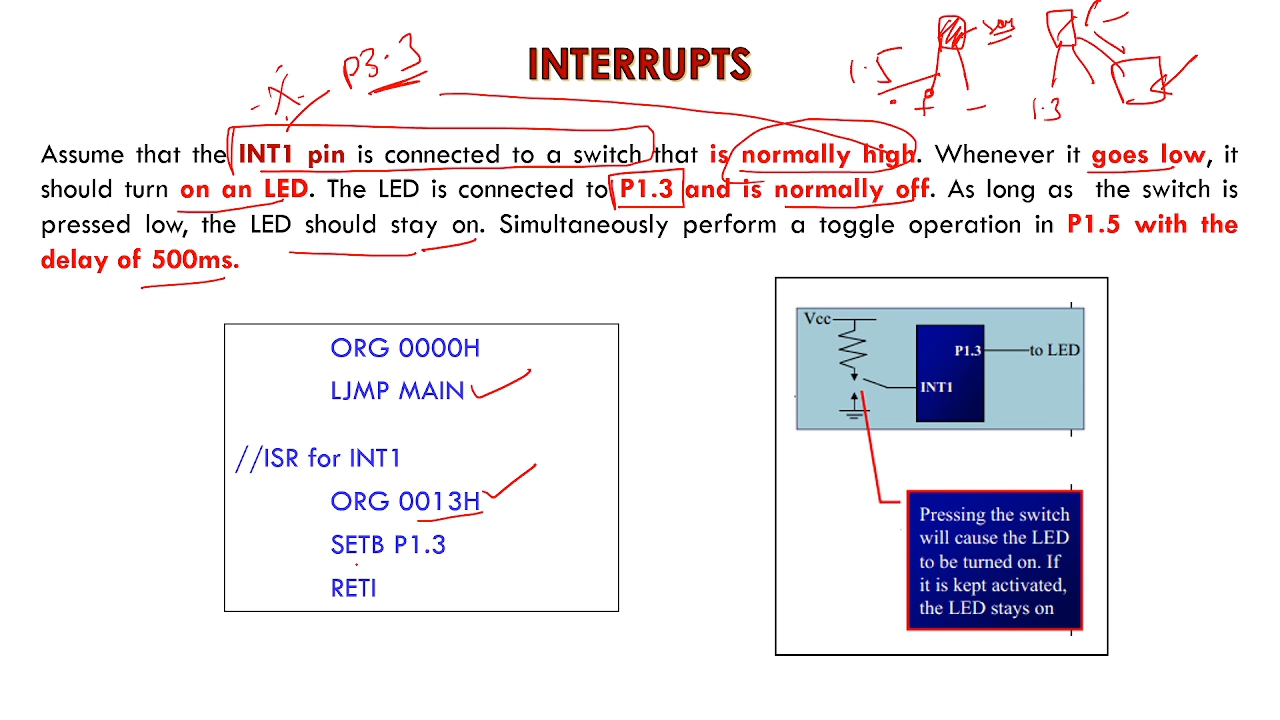 INTERRUPTS
P3.3
1.5
1.3
Assume that the INT1 pin is connected to a switch that is normally high. Whenever it goes low, it
should turn on an LED. The LED is connected to P1.3 and is normally off. As long as the switch is
pressed low, the LED should stay on. Simultaneously perform a toggle operation in P1.5 with the
delay of 500ms.
ORG 0000H
LJMP MAIN
//ISR for INT1
ORG 0013H
SETB P1.3
RETI
Vcc
P1.3
to LED
INT1
Pressing the switch
will cause the LED
to be turned on. If
it is kept activated,
the LED stays on